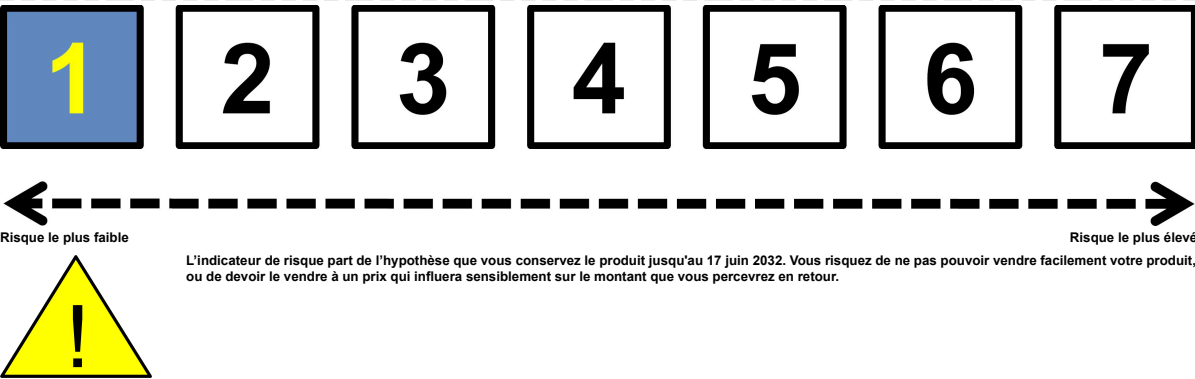 1 2 3 4 5 6 7
Risque le plus faible Risque le plus élevé
L’indicateur de risque part de l’hypothèse que vous conservez le produit jusqu'au 17 juin 2032. Vous risquez de ne pas pouvoir vendre facilement votre produit,
ou de devoir le vendre à un prix qui influera sensiblement sur le montant que vous percevrez en retour.
!